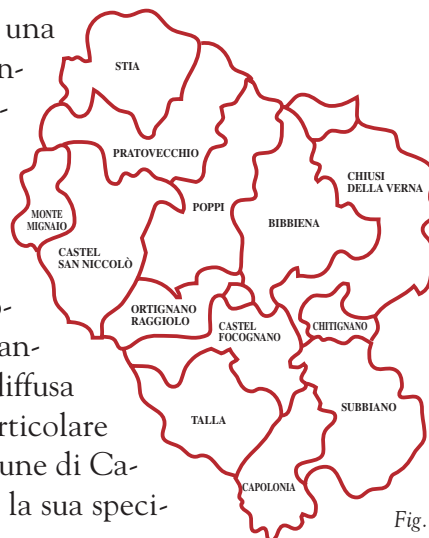 una
n-
-
o-
an-
diffusa
rticolare
une di Ca-
la sua speci-
STIA
PRATOVECCHIO
CHIUSI
DELLA VERNA
POPPI
BIBBIENA
MONTE
MIGNAIO
CASTEL
SAN NICCOLÒ
ORTIGNANO
RAGGIOLO
CASTEL
FOCOGNANO
CHITIGNANO
TALLA
SUBBIANO
CAPOLONIA
Fig.